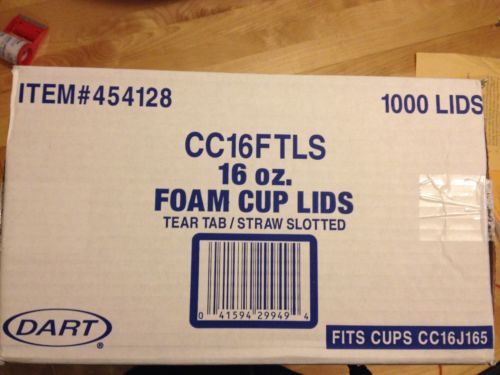 ITEM#454128
1000 LIDS
CC16FTLS
16 oz.
FOAM CUP LIDS
TEAR TAB / STRAW SLOTTED
0 41594 29949 4
DART®
FITS CUPS CC16J165